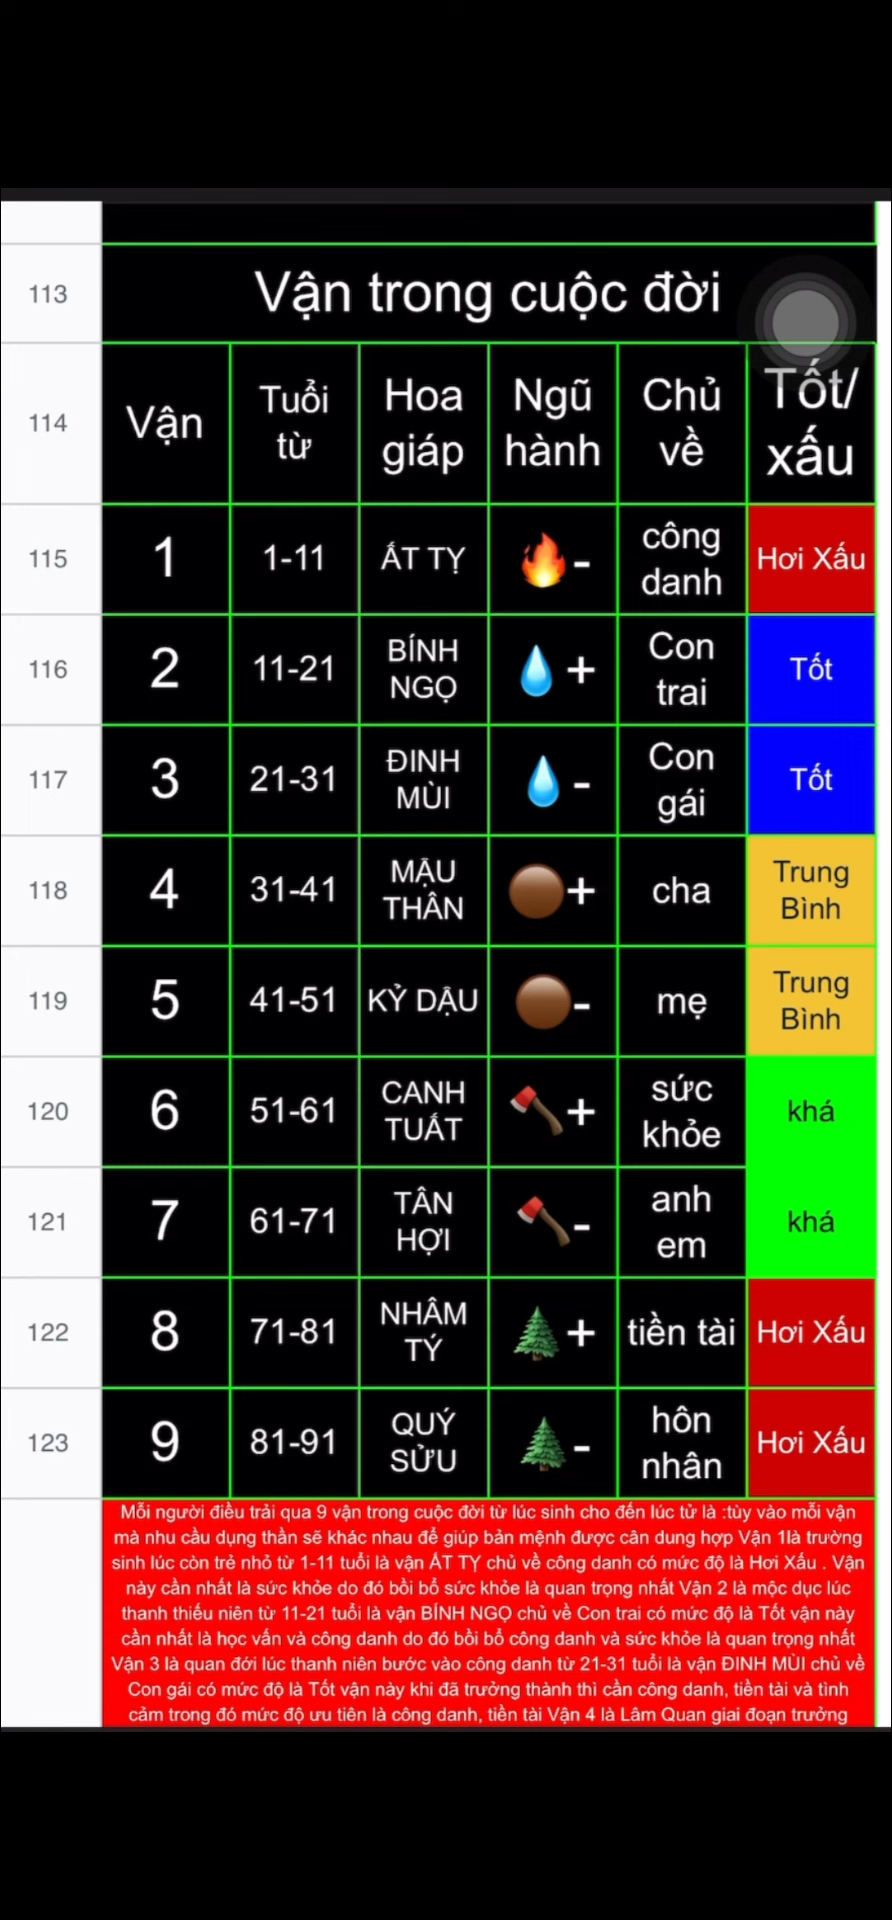 113
Vận trong cuộc đời
114
Vận
Tuổi
từ
Hoa
giáp
Ngũ
hành
Chủ
về
Tốt/
xấu
115
1
1-11
ẤT TỴ
-
công
danh
Hơi Xấu
116
2
11-21
BÍNH
NGỌ
+
Con
trai
Tốt
117
3
21-31
ĐINH
MÙI
-
Con
gái
Tốt
118
4
31-41
MẬU
THÂN
+
cha
Trung
Bình
119
5
41-51
KỶ DẬU
-
mẹ
Trung
Bình
120
6
51-61
CANH
TUẤT
+
sức
khỏe
khá
121
7
61-71
TÂN
HỢI
-
anh
em
khá
122
8
71-81
NHÂM
TÝ
+
tiền tài
Hơi Xấu
123
9
81-91
QUÝ
SỬU
-
hôn
nhân
Hơi Xấu
Mỗi người điều trải qua 9 vận trong cuộc đời từ lúc sinh cho đến lúc tử là :tùy vào mỗi vận
mà nhu cầu dụng thần sẽ khác nhau để giúp bản mệnh được cân dung hợp Vận 1là trường
sinh lúc còn trẻ nhỏ từ 1-11 tuổi là vận ẤT TỴ chủ về công danh có mức độ là Hơi Xấu . Vận
này cần nhất là sức khỏe do đó bồi bổ sức khỏe là quan trọng nhất Vận 2 là mộc dục lúc
thanh thiếu niên từ 11-21 tuổi là vận BÍNH NGỌ chủ về Con trai có mức độ là Tốt vận này
cần nhất là học vấn và công danh do đó bồi bổ công danh và sức khỏe là quan trọng nhất
Vận 3 là quan đới lúc thanh niên bước vào công danh từ 21-31 tuổi là vận ĐINH MÙI chủ về
Con gái có mức độ là Tốt vận này khi đã trưởng thành thì cần công danh, tiền tài và tình
cảm trong đó mức độ ưu tiên là công danh, tiền tài Vận 4 là Lâm Quan giai đoạn trưởng